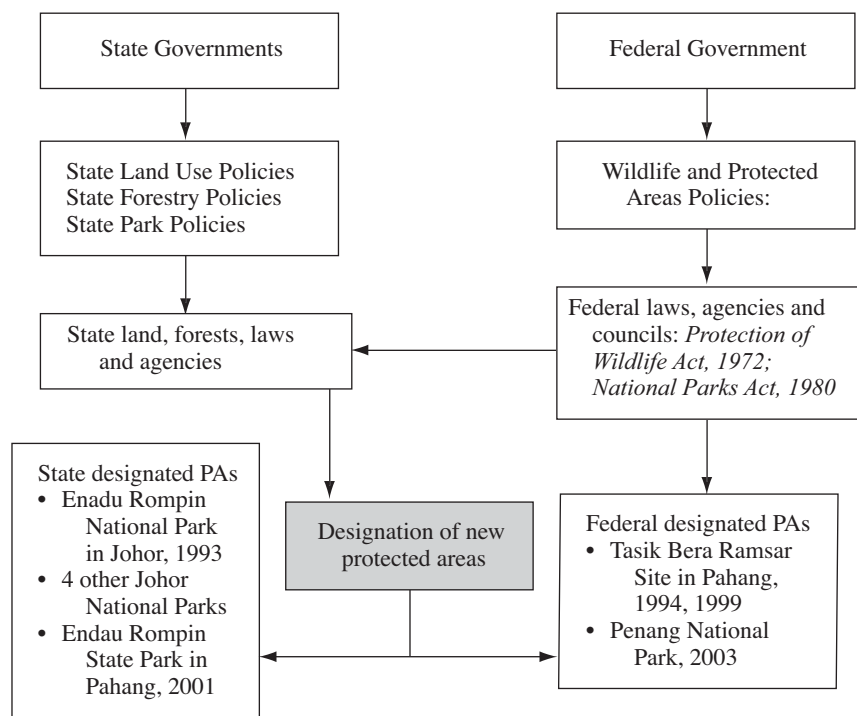 State Governments
Federal Government
State Land Use Policies
State Forestry Policies
State Park Policies
Wildlife and Protected
Areas Policies:
State land, forests, laws
and agencies
Federal laws, agencies and
councils: Protection of
Wildlife Act, 1972;
National Parks Act, 1980
State designated PAs
• Enadu Rompin
National Park
in Johor, 1993
• 4 other Johor
National Parks
• Endau Rompin
State Park in
Pahang, 2001
Designation of new
protected areas
Federal designated PAs
• Tasik Bera Ramsar
Site in Pahang,
1994, 1999
• Penang National
Park, 2003